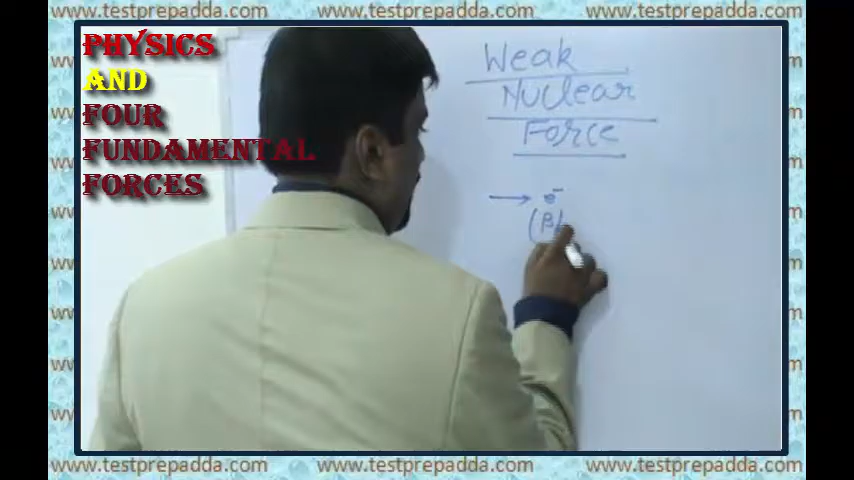 www.testprepadda.com www.testprepadda.com www.testprepadda.com
PHYSICS
AND
FOUR
FUNDAMENTAL
FORCES
Weak
Nuclear
Force
→ e⁻
(β
www.testprepadda.com www.testprepadda.com www.testprepadda.com